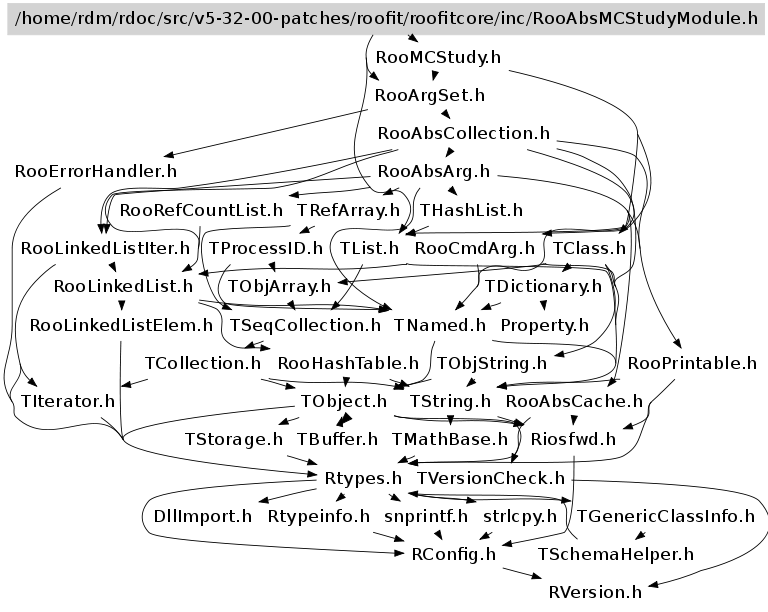 /home/rdm/rdoc/src/v5-32-00-patches/roofit/roofitcore/inc/RooAbsMCStudyModule.h
RooMCStudy.h
RooArgSet.h
RooAbsCollection.h
RooErrorHandler.h RooAbsArg.h
RooRefCountList.h TRefArray.h THashList.h
RooLinkedListIter.h TProcessID.h TList.h RooCmdArg.h TClass.h
RooLinkedList.h TObjArray.h TDictionary.h
RooLinkedListElem.h TSeqCollection.h TNamed.h Property.h
TCollection.h RooHashTable.h TObjString.h RooPrintable.h
TIterator.h TObject.h TString.h RooAbsCache.h
TStorage.h TBuffer.h TMathBase.h Riosfwd.h
Rtypes.h TVersionCheck.h
DllImport.h Rtypeinfo.h snprintf.h strlcpy.h TGenericClassInfo.h
RConfig.h TSchemaHelper.h
RVersion.h